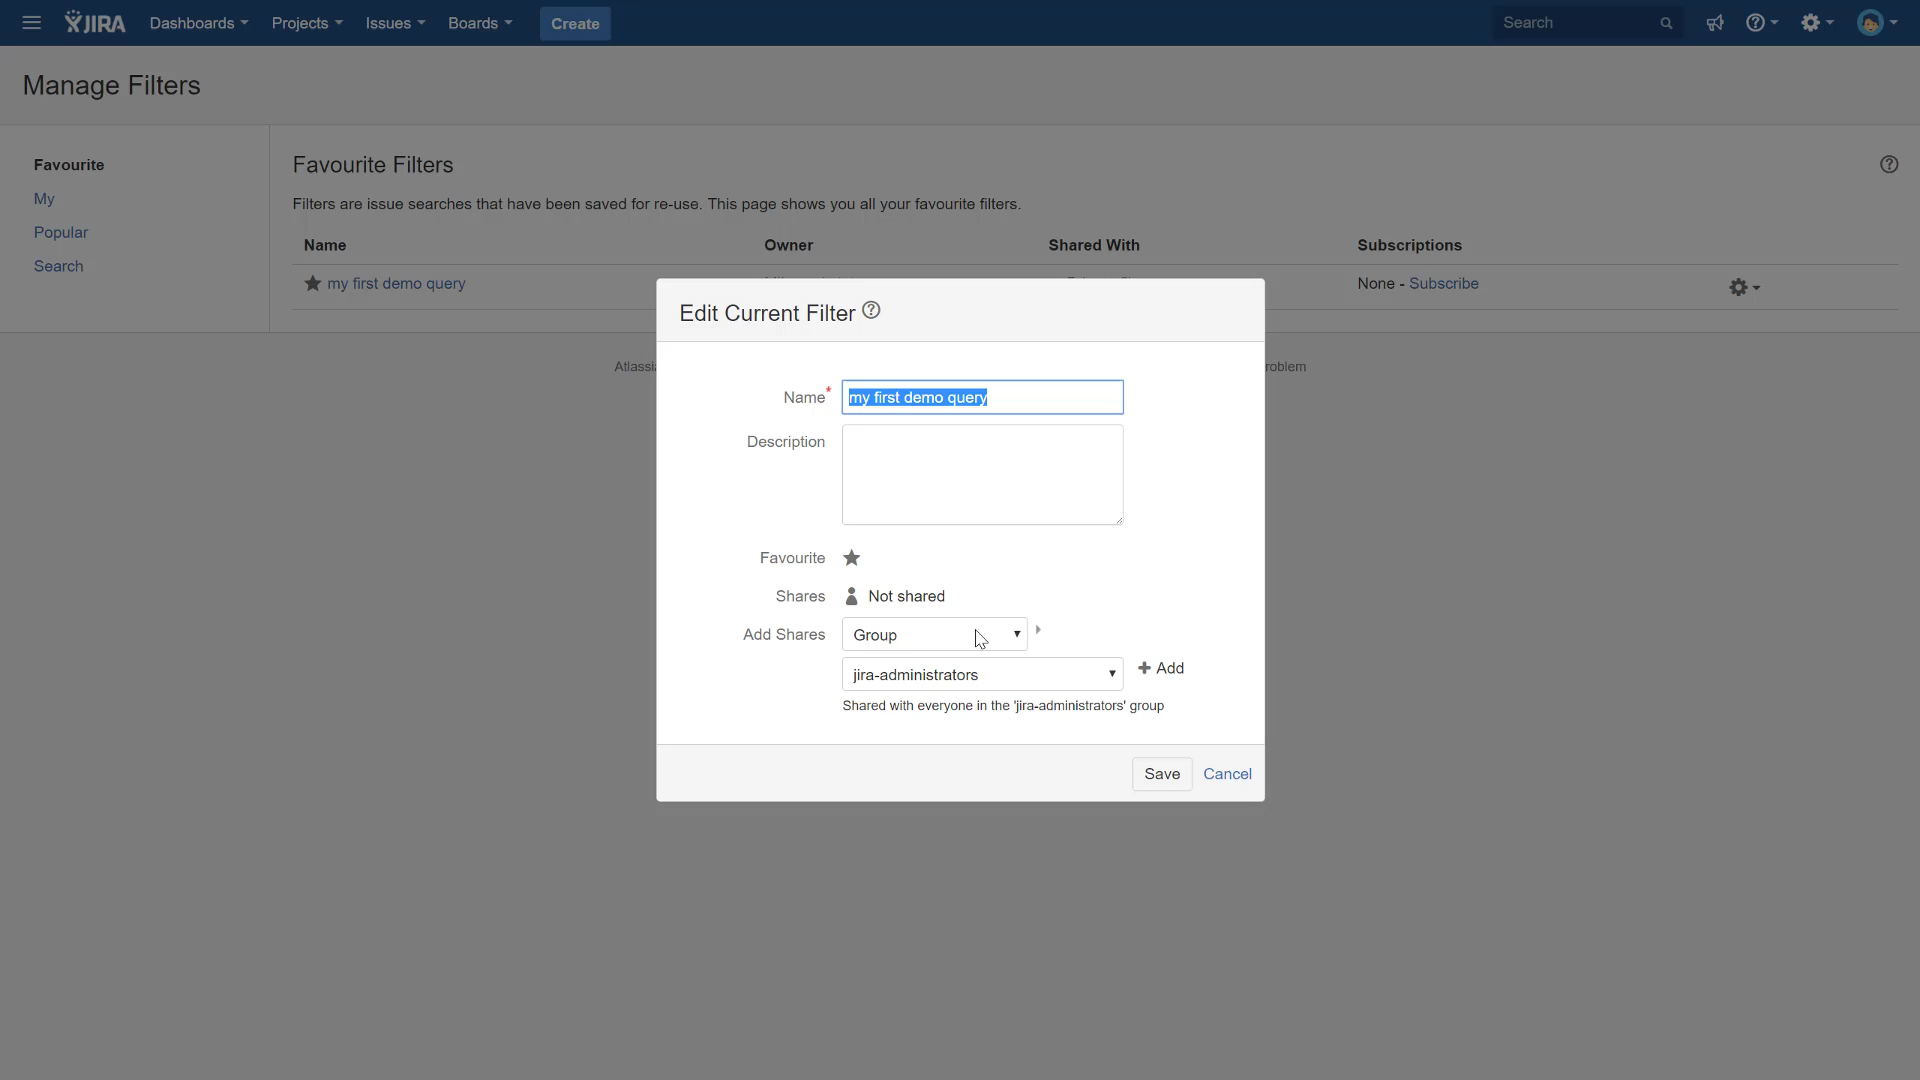 JIRA Dashboards Projects Issues Boards Create Search
Manage Filters
Favourite
My
Popular
Search
Favourite Filters
Filters are issue searches that have been saved for re-use. This page shows you all your favourite filters.
Name Owner Shared With Subscriptions
my first demo query None - Subscribe
Edit Current Filter
Name* my first demo query
Description
Favourite
Shares Not shared
Add Shares Group
jira-administrators Add
Shared with everyone in the 'jira-administrators' group
Save Cancel